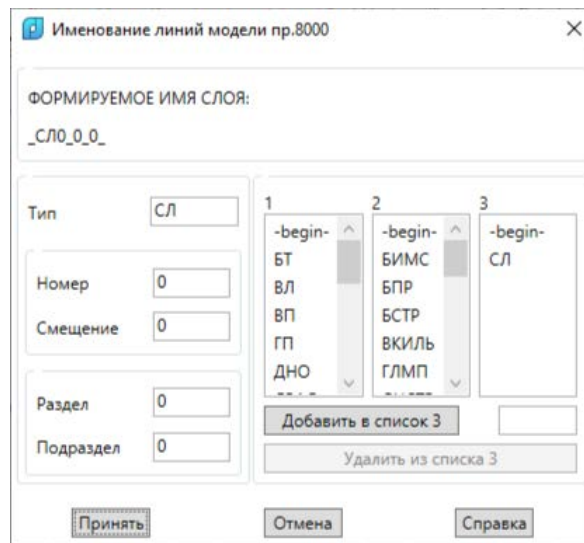 Именование линий модели пр.8000
ФОРМИРУЕМОЕ ИМЯ СЛОЯ:
_СЛ0_0_0_
Тип СЛ
Номер 0
Смещение 0
Раздел 0
Подраздел 0
1 2 3
-begin- -begin- -begin-
БТ БИМС СЛ
ВЛ БПР
ВП БСТР
ГП ВКИЛЬ
ДНО ГЛМП
Добавить в список 3
Удалить из списка 3
Принять Отмена Справка